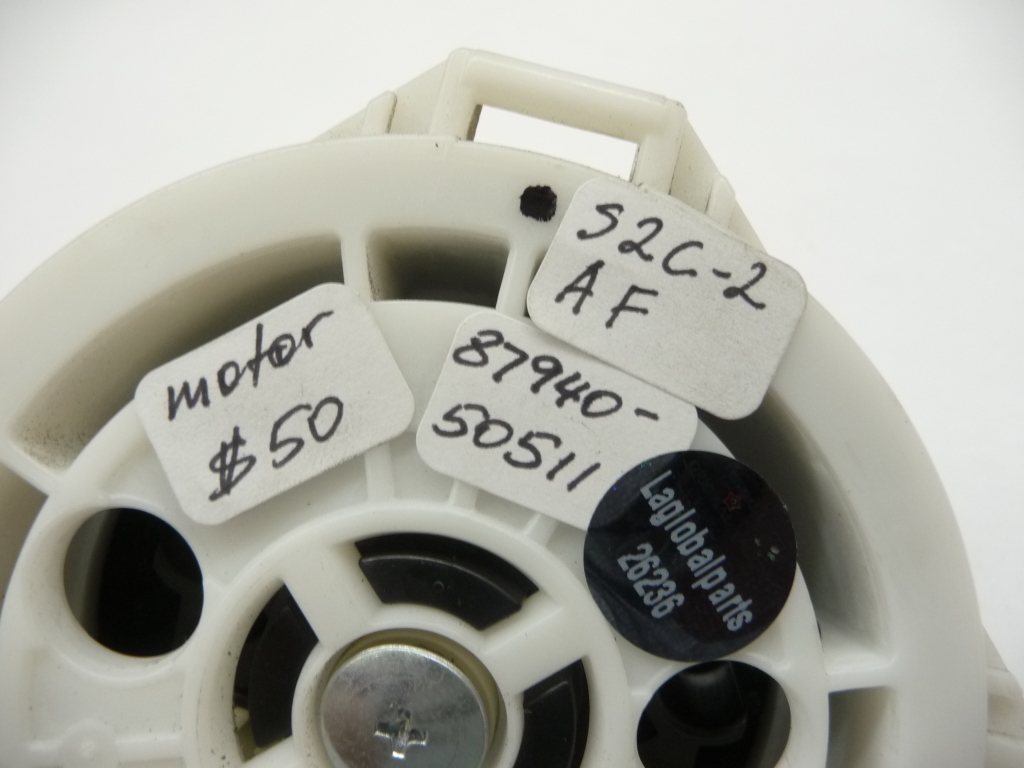 motor
$50
87940-
50511
S2C-2
AF
Laglobalparts
26236